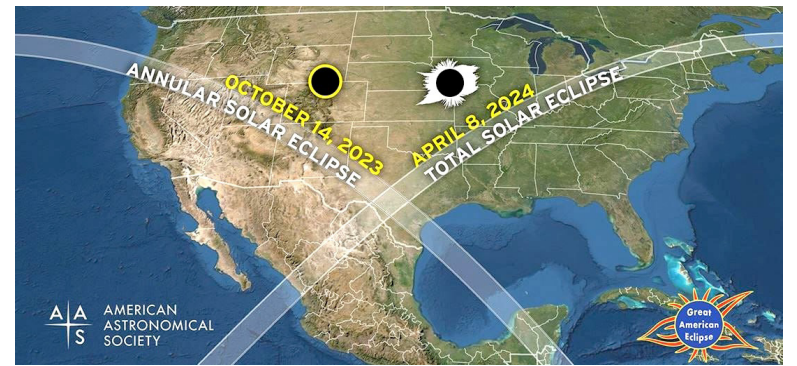 OCTOBER 14, 2023
ANNULAR SOLAR ECLIPSE
APRIL 8, 2024
TOTAL SOLAR ECLIPSE
A A
S
AMERICAN
ASTRONOMICAL
SOCIETY
Great
American
Eclipse